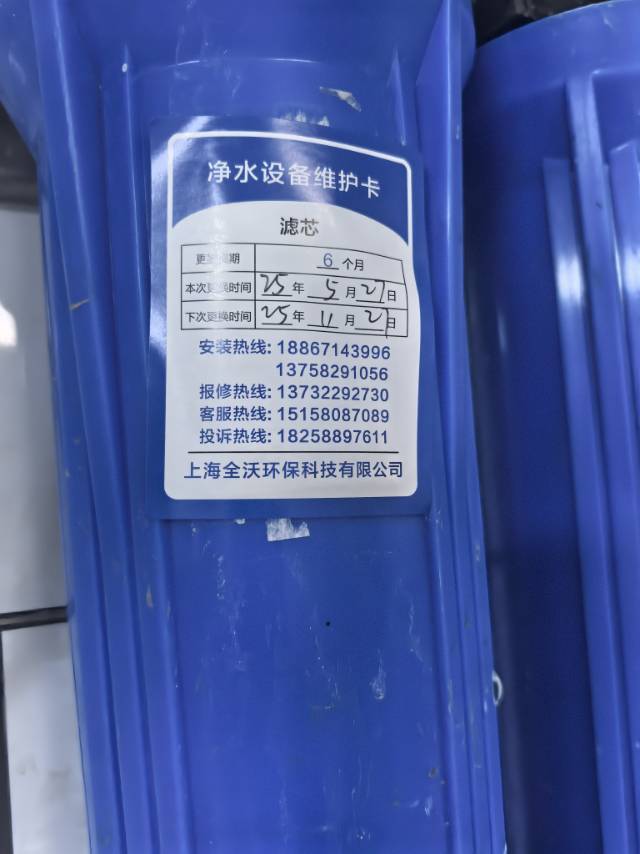 净水设备维护卡
滤芯
更换周期 6 个月
本次更换时间 25 年 5 月 27 日
下次更换时间 25 年 11 月 27 日
安装热线: 18867143996
13758291056
报修热线: 13732292730
客服热线: 15158087089
投诉热线: 18258897611
上海全沃环保科技有限公司